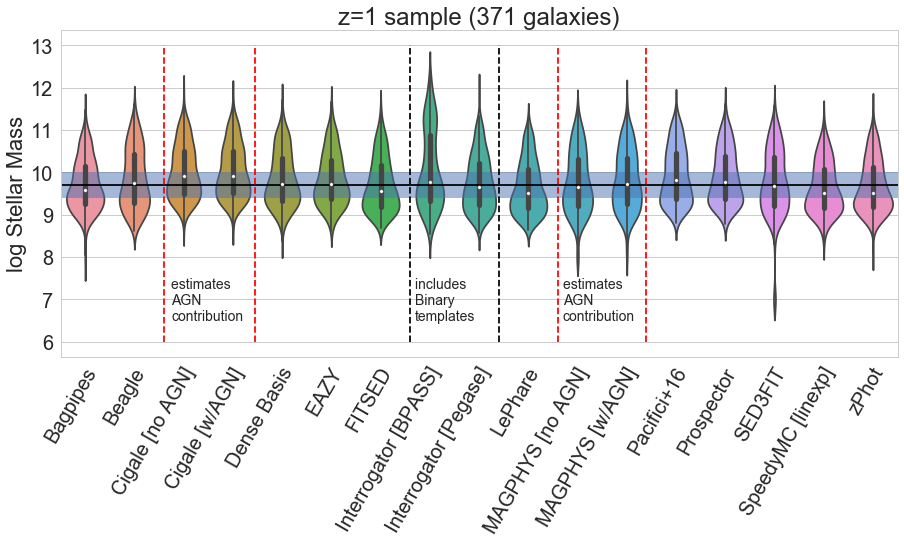 z=1 sample (371 galaxies)
log Stellar Mass
13
12
11
10
9
8
7
6
estimates
AGN
contribution
includes
Binary
templates
estimates
AGN
contribution
Bagpipes
Beagle
Cigale [no AGN]
Cigale [w/AGN]
Dense Basis
EAZY
FITSED
Interrogator [BPASS]
Interrogator [Pegase]
LePhare
MAGPHYS [no AGN]
MAGPHYS [w/AGN]
Pacifici+16
Prospector
SED3FIT
SpeedyMC [linexp]
zPhot